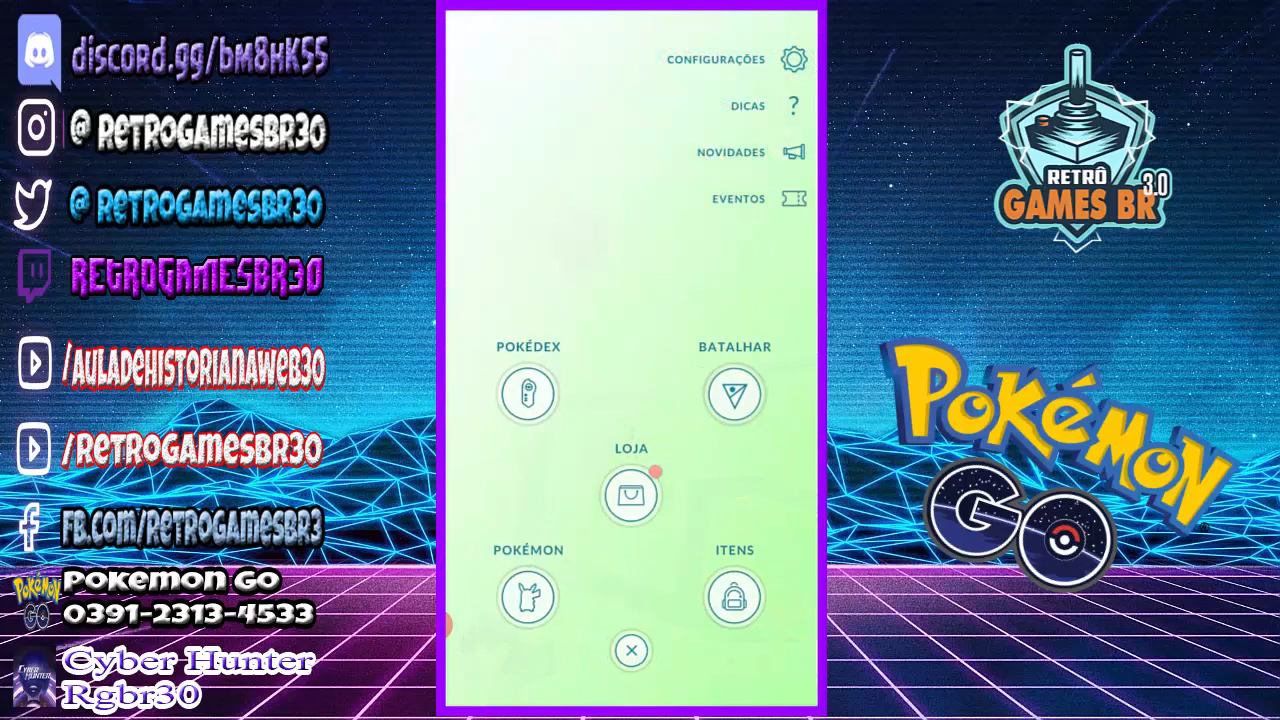 discord.gg/bm8HK55
@ RetroGamesBR30
@ RetroGamesBR30
RETROGAMESBR30
/AulaDeHistoriaNaWeb30
/RetroGamesBR30
FB.com/RetroGamesBR3
Pokemon GO
0391-2313-4533
Cyber Hunter
Rgbr30
CONFIGURAÇÕES
DICAS
?
NOVIDADES
EVENTOS
POKÉDEX
BATALHAR
LOJA
POKÉMON
ITENS
RETRÔ
GAMES BR 3.0
POKÉMON
GO